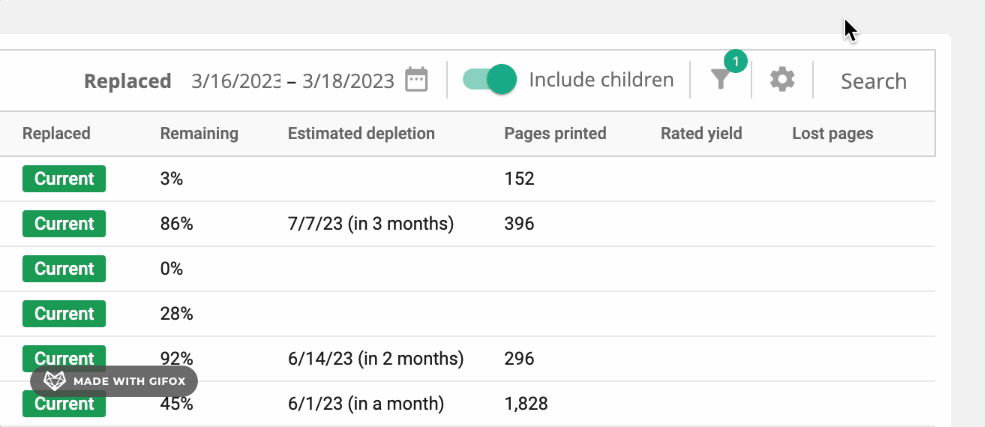 Replaced 3/16/2023 – 3/18/2023 Include children 1 Search
Replaced Remaining Estimated depletion Pages printed Rated yield Lost pages
Current 3% 152
Current 86% 7/7/23 (in 3 months) 396
Current 0%
Current 28%
Current 92% 6/14/23 (in 2 months) 296
MADE WITH GIFOX
Current 45% 6/1/23 (in a month) 1,828